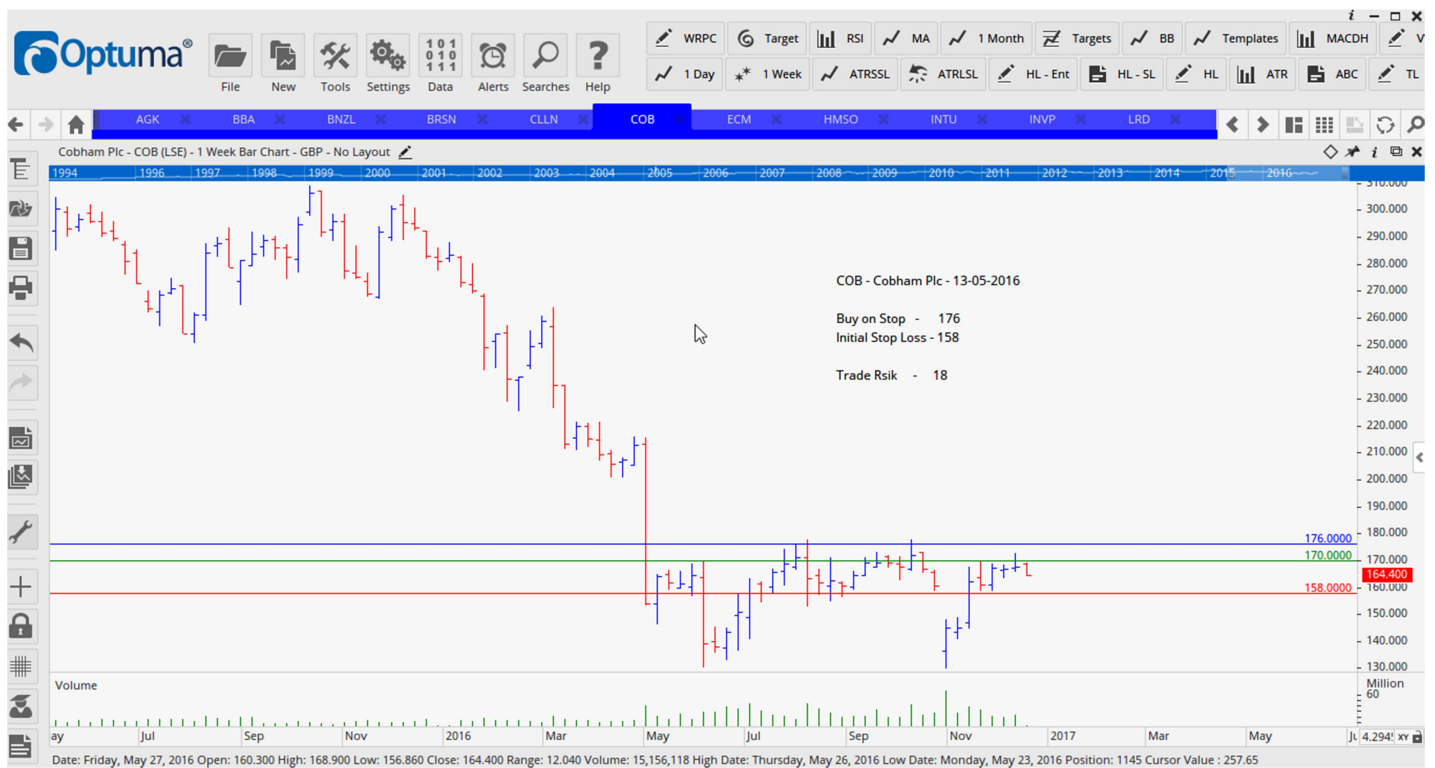 i
Optuma®
File
New
Tools
Settings
101
010
111
Data
Alerts
Searches
?
Help
WRPC
Target
RSI
MA
1 Month
Targets
BB
Templates
MACDH
V
1 Day
1 Week
ATRSSL
ATRLSL
HL - Ent
HL - SL
HL
ATR
ABC
TL
AGK
BBA
BNZL
BRSN
CLLN
COB
ECM
HMSO
INTU
INVP
LRD
Cobham Plc - COB (LSE) - 1 Week Bar Chart - GBP - No Layout
i
1994 1996 1997 1998 1999 2000 2001 2002 2003 2004 2005 2006 2007 2008 2009 2010 2011 2012 2013 2014 2015 2016
310.000
300.000
290.000
280.000
270.000
260.000
250.000
240.000
230.000
220.000
210.000
200.000
190.000
180.000
170.000
160.000
150.000
140.000
130.000
COB - Cobham Plc - 13-05-2016
Buy on Stop - 176
Initial Stop Loss - 158
Trade Rsik - 18
176.0000
170.0000
164.400
158.0000
Volume
Million
60
ay Jul Sep Nov 2016 Mar May Jul Sep Nov 2017 Mar May
4.294 XY
Date: Friday, May 27, 2016 Open: 160.300 High: 168.900 Low: 156.860 Close: 164.400 Range: 12.040 Volume: 15,156,118 High Date: Thursday, May 26, 2016 Low Date: Monday, May 23, 2016 Position: 1145 Cursor Value : 257.65